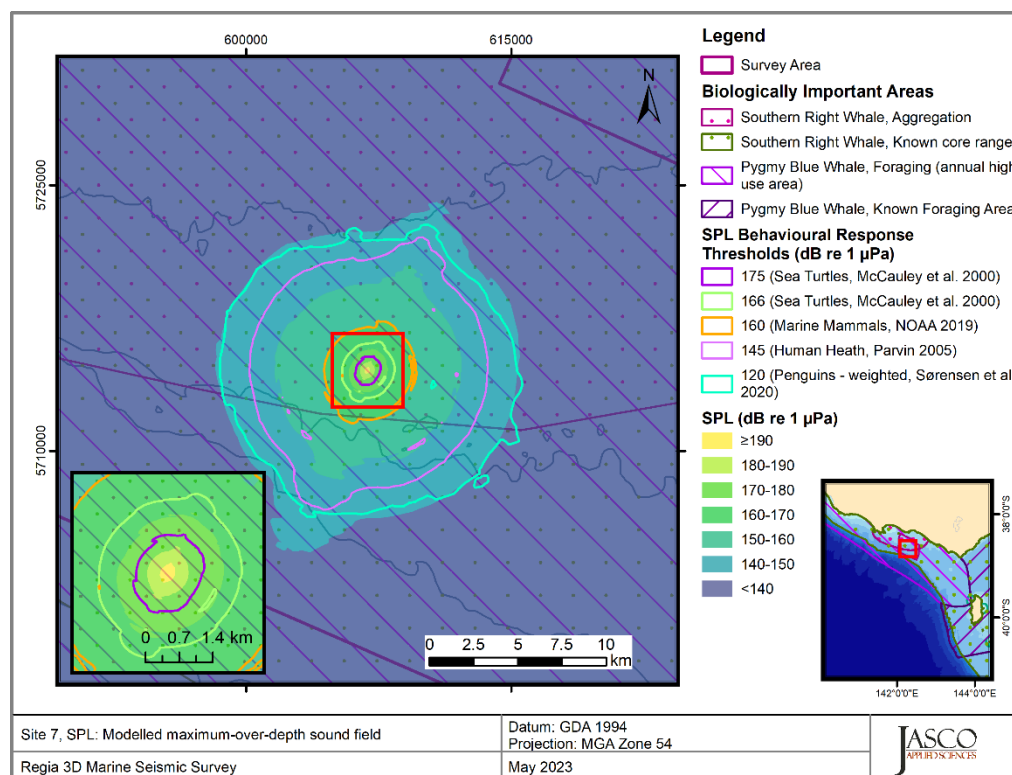 600000
615000
5725000
5710000
N
0 0.7 1.4 km
0 2.5 5 7.5 10
km
Legend
Survey Area
Biologically Important Areas
Southern Right Whale, Aggregation
Southern Right Whale, Known core range
Pygmy Blue Whale, Foraging (annual high
use area)
Pygmy Blue Whale, Known Foraging Area
SPL Behavioural Response
Thresholds (dB re 1 µPa)
175 (Sea Turtles, McCauley et al. 2000)
166 (Sea Turtles, McCauley et al. 2000)
160 (Marine Mammals, NOAA 2019)
145 (Human Heath, Parvin 2005)
120 (Penguins - weighted, Sørensen et al
2020)
SPL (dB re 1 µPa)
≥190
180-190
170-180
160-170
150-160
140-150
<140
38°0'0"S
40°0'0"S
142°0'0"E 144°0'0"E
Site 7, SPL: Modelled maximum-over-depth sound field
Regia 3D Marine Seismic Survey
Datum: GDA 1994
Projection: MGA Zone 54
May 2023
JASCO
APPLIED SCIENCES